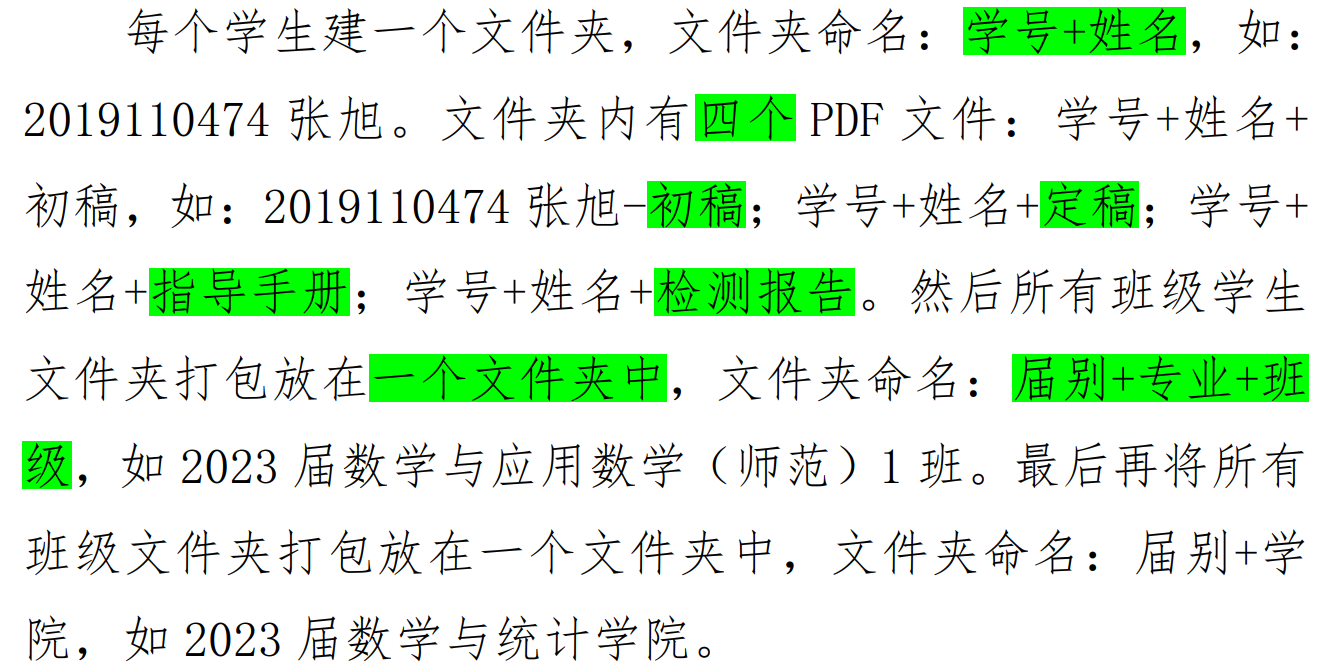 每个学生建一个文件夹，文件夹命名：学号+姓名，如：
2019110474 张旭。文件夹内有四个 PDF 文件：学号+姓名+
初稿，如：2019110474 张旭-初稿；学号+姓名+定稿；学号+
姓名+指导手册；学号+姓名+检测报告。然后所有班级学生
文件夹打包放在一个文件夹中，文件夹命名：届别+专业+班
级，如 2023 届数学与应用数学（师范）1 班。最后再将所有
班级文件夹打包放在一个文件夹中，文件夹命名：届别+学
院，如 2023 届数学与统计学院。